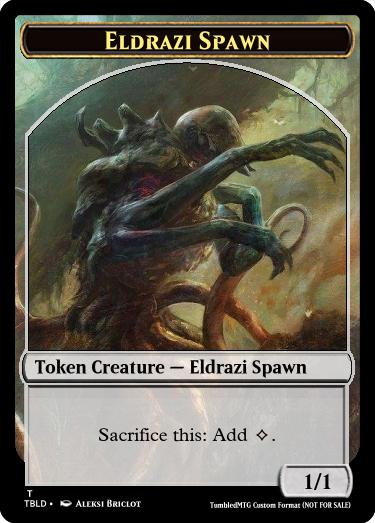 Eldrazi Spawn
Token Creature — Eldrazi Spawn
Sacrifice this: Add ◇.
1/1
T
TBLD • Aleksi Briclot
TumbledMTG Custom Format (NOT FOR SALE)